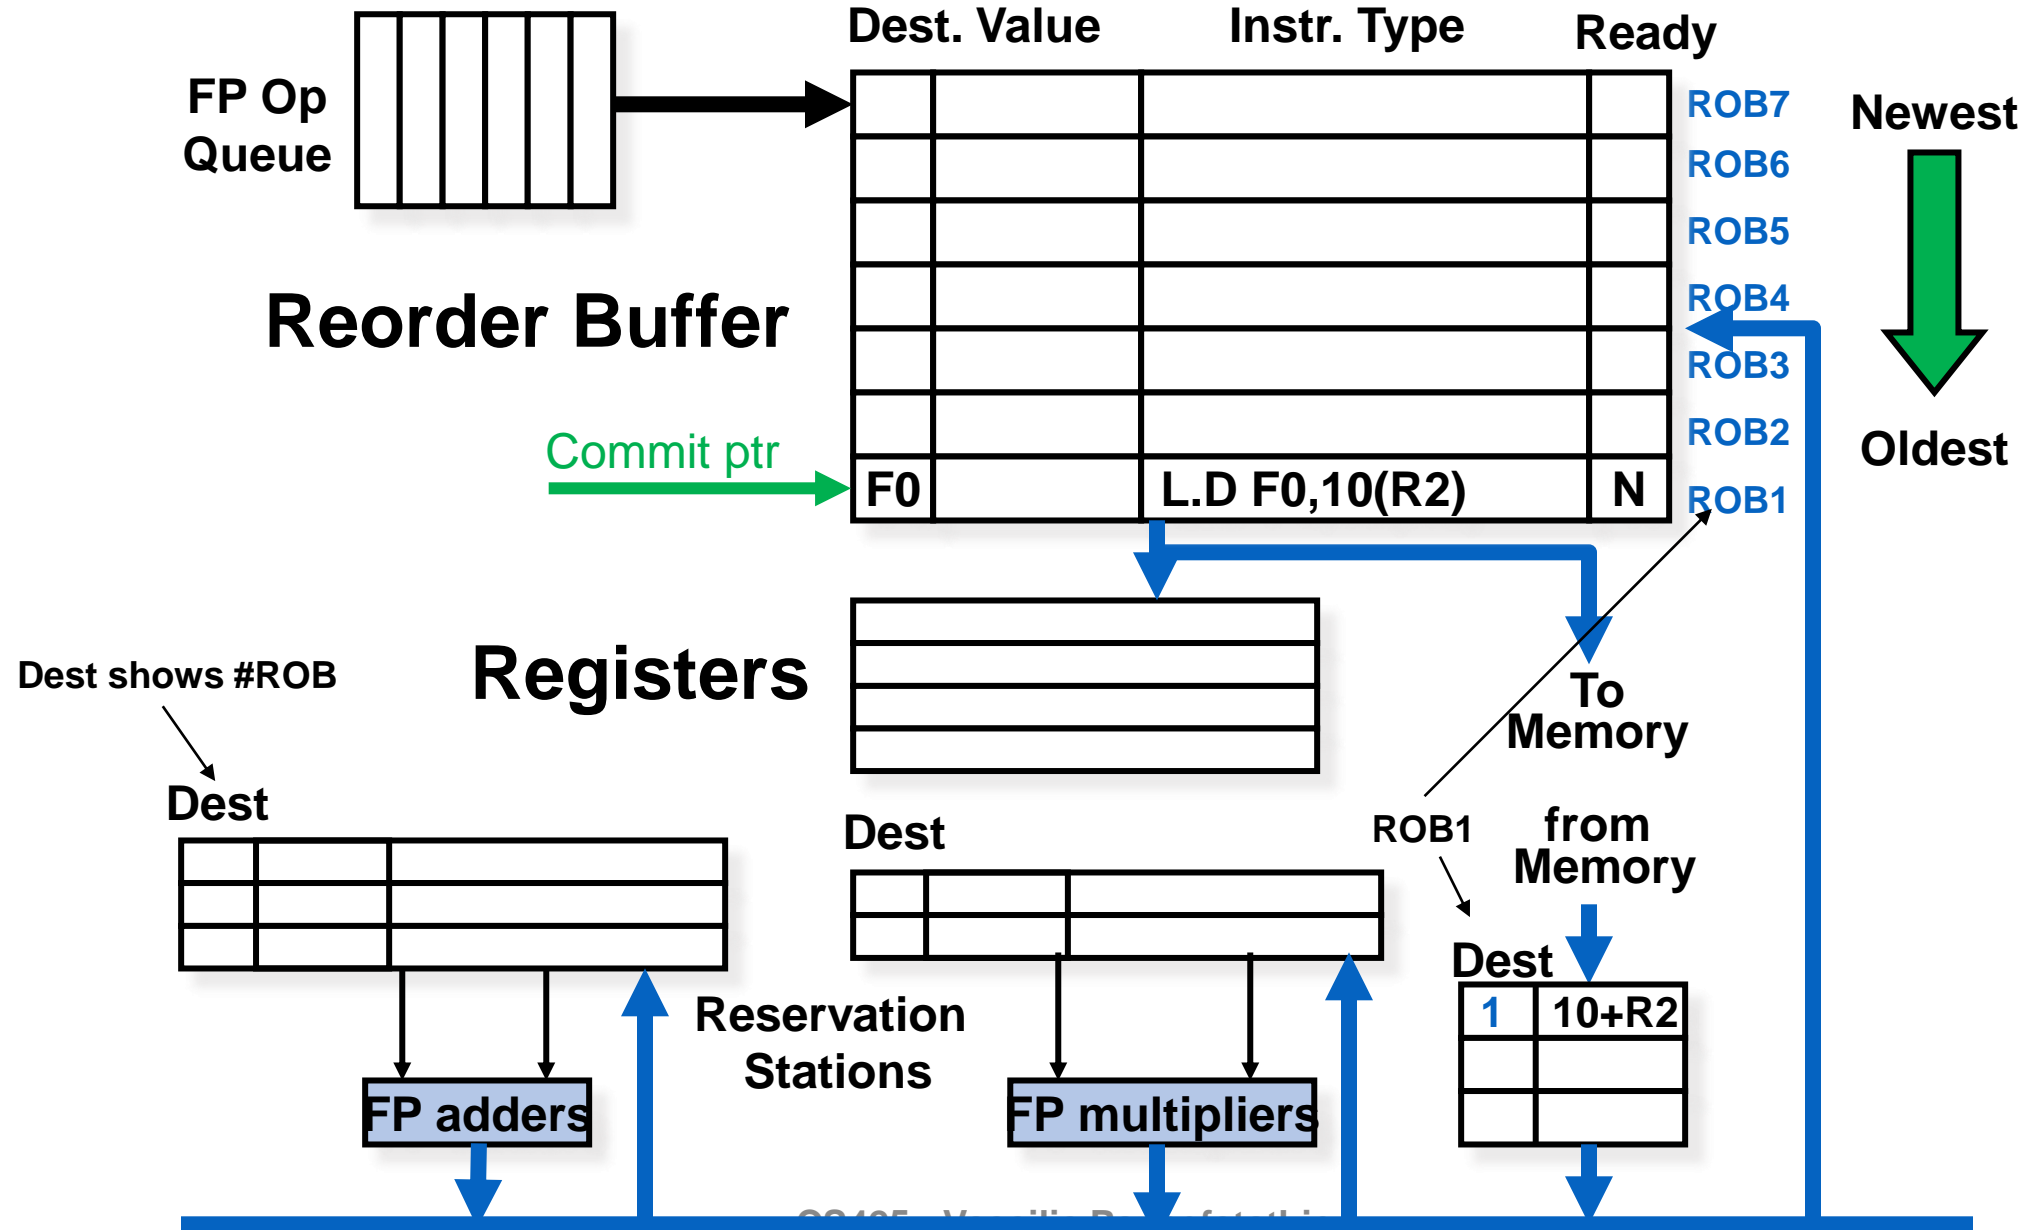 Dest. Value Instr. Type Ready
FP Op
Queue
ROB7
Newest
ROB6
ROB5
Reorder Buffer
ROB4
ROB3
Commit ptr
ROB2
Oldest
F0 L.D F0,10(R2) N ROB1
Registers
Dest shows #ROB
To
Memory
Dest
Dest
ROB1
from
Memory
Dest
1 10+R2
Reservation
Stations
FP adders
FP multipliers